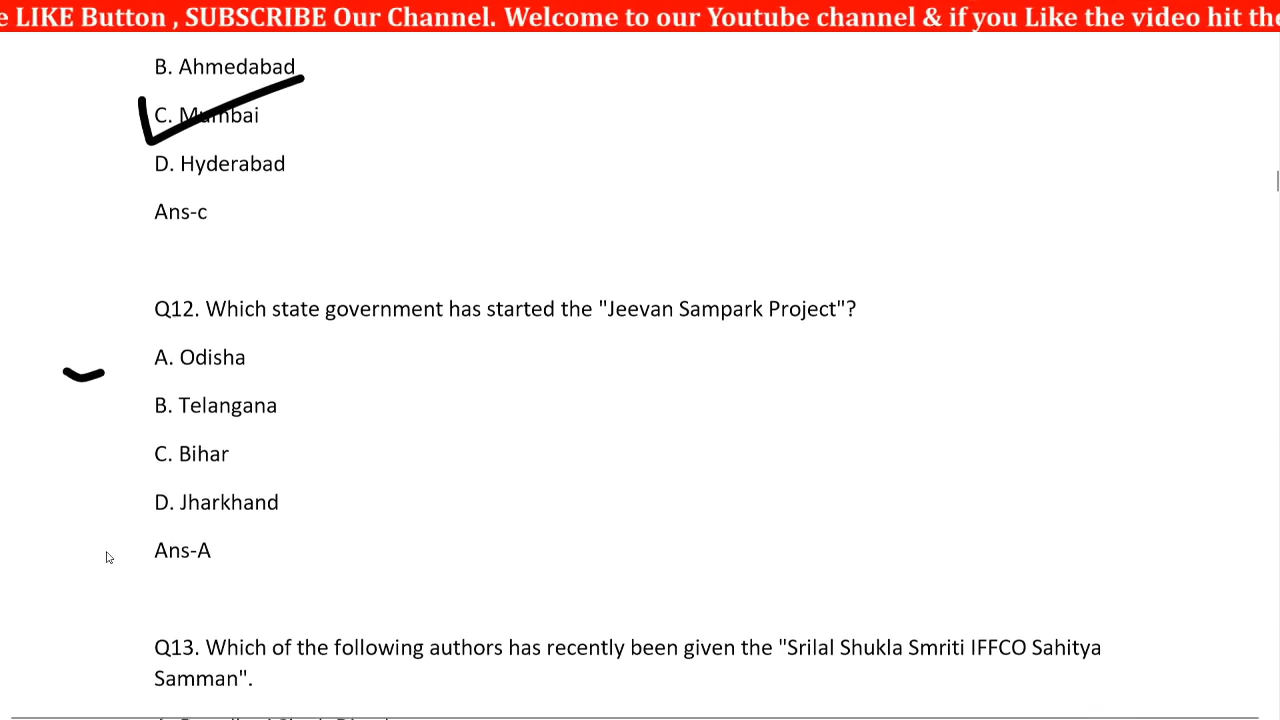 e LIKE Button , SUBSCRIBE Our Channel. Welcome to our Youtube channel & if you Like the video hit the
B. Ahmedabad
C. Mumbai
D. Hyderabad
Ans-c
Q12. Which state government has started the "Jeevan Sampark Project"?
A. Odisha
B. Telangana
C. Bihar
D. Jharkhand
Ans-A
Q13. Which of the following authors has recently been given the "Srilal Shukla Smriti IFFCO Sahitya
Samman".